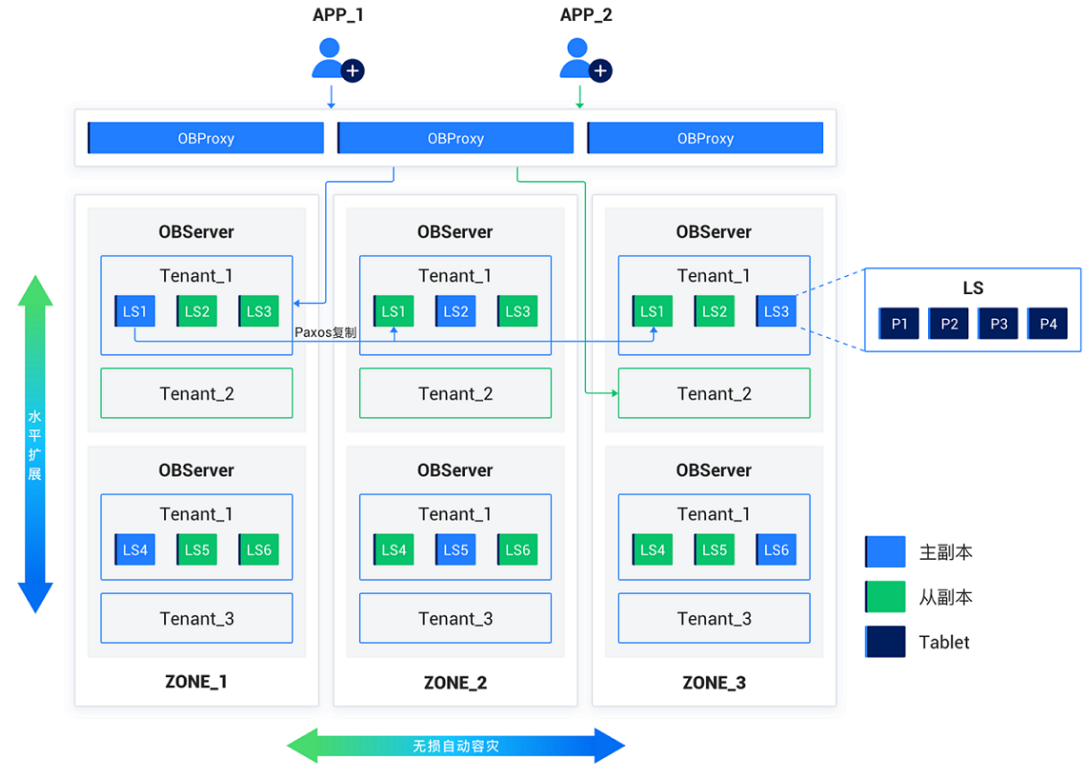 APP_1
APP_2
OBProxy
OBProxy
OBProxy
OBServer
OBServer
OBServer
Tenant_1
Tenant_1
Tenant_1
LS1
LS2
LS3
LS1
LS2
LS3
LS1
LS2
LS3
LS
P1
P2
P3
P4
Paxos复制
Tenant_2
Tenant_2
Tenant_2
水平扩展
OBServer
OBServer
OBServer
Tenant_1
Tenant_1
Tenant_1
LS4
LS5
LS6
LS4
LS5
LS6
LS4
LS5
LS6
Tenant_3
Tenant_3
Tenant_3
ZONE_1
ZONE_2
ZONE_3
主副本
从副本
Tablet
无损自动容灾